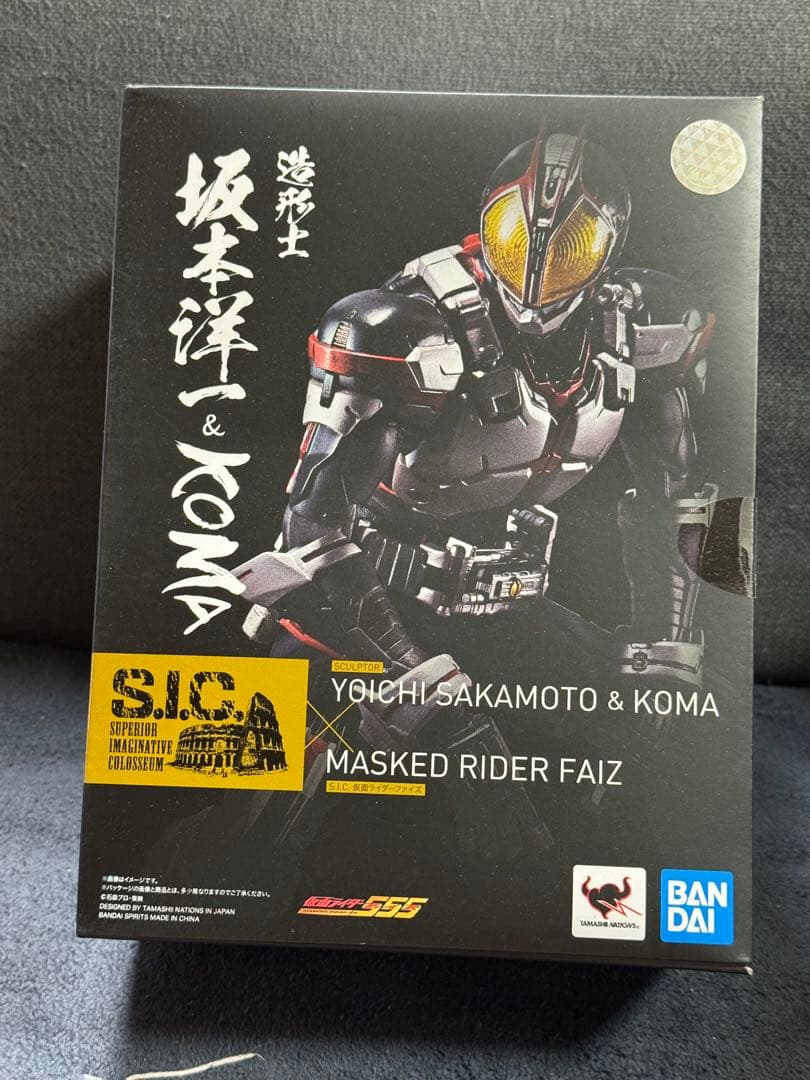 造形士
坂本洋一
&
KOMA
S.I.C.
SUPERIOR
IMAGINATIVE
COLOSSEUM
SCULPTOR
YOICHI SAKAMOTO & KOMA
×
MASKED RIDER FAIZ
S.I.C. 仮面ライダーファイズ
※画像はイメージです。
※パッケージの画像と商品とは、多少異なりますのでご了承ください。
©石森プロ・東映
DESIGNED BY TAMASHII NATIONS IN JAPAN
BANDAI SPIRITS MADE IN CHINA
仮面ライダー555
TAMASHII NATIONS
BAN
DAI